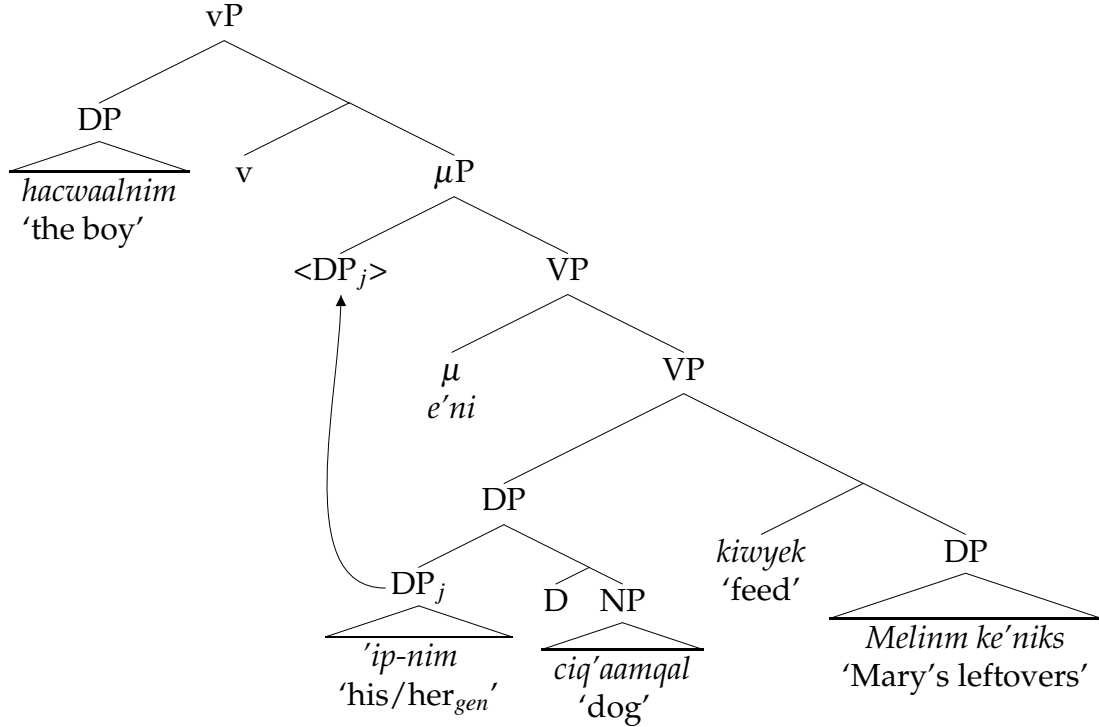 vP
DP
hacwaalnim
‘the boy’
v
μP
<DPj>
VP
μ
e’ni
VP
DP
DPj
’ip-nim
‘his/hergen’
D
NP
ciq’aamqal
‘dog’
kiwyek
‘feed’
DP
Melinm ke’niks
‘Mary’s leftovers’